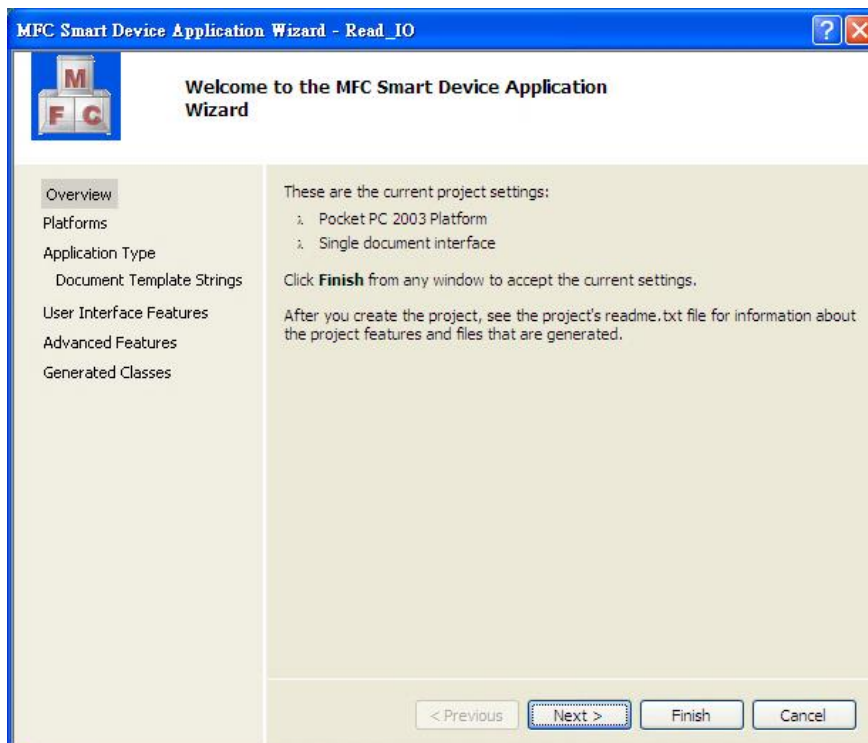 MFC Smart Device Application Wizard - Read_IO
M
F C
Welcome to the MFC Smart Device Application
Wizard
Overview
Platforms
Application Type
Document Template Strings
User Interface Features
Advanced Features
Generated Classes
These are the current project settings:
λ Pocket PC 2003 Platform
λ Single document interface
Click Finish from any window to accept the current settings.
After you create the project, see the project's readme.txt file for information about
the project features and files that are generated.
< Previous
Next >
Finish
Cancel